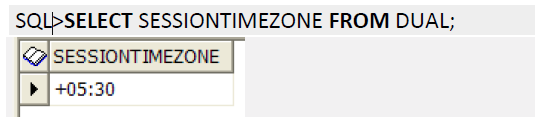 SQL>SELECT SESSIONTIMEZONE FROM DUAL;
SESSIONTIMEZONE
+05:30